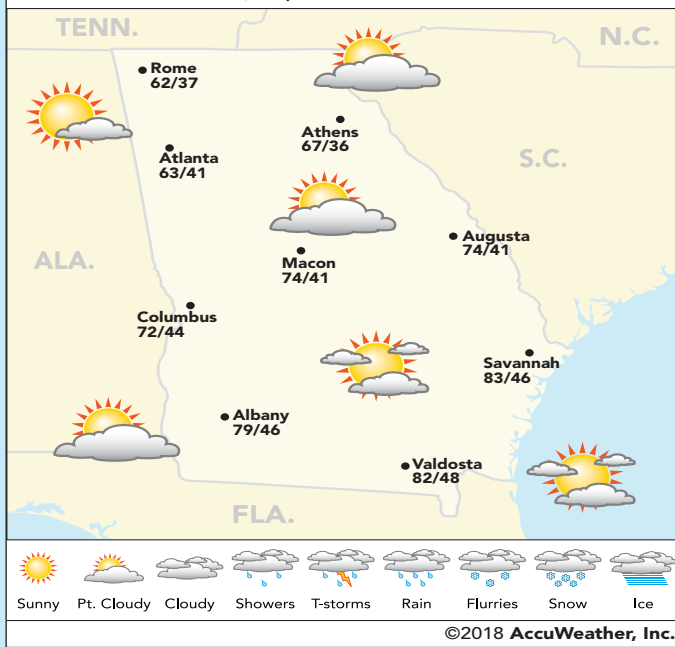 TENN.
N.C.
Rome
62/37
Athens
67/36
Atlanta
63/41
S.C.
Augusta
74/41
ALA.
Macon
74/41
Columbus
72/44
Savannah
83/46
Albany
79/46
Valdosta
82/48
FLA.
Sunny Pt. Cloudy Cloudy Showers T-storms Rain Flurries Snow Ice
©2018 AccuWeather, Inc.